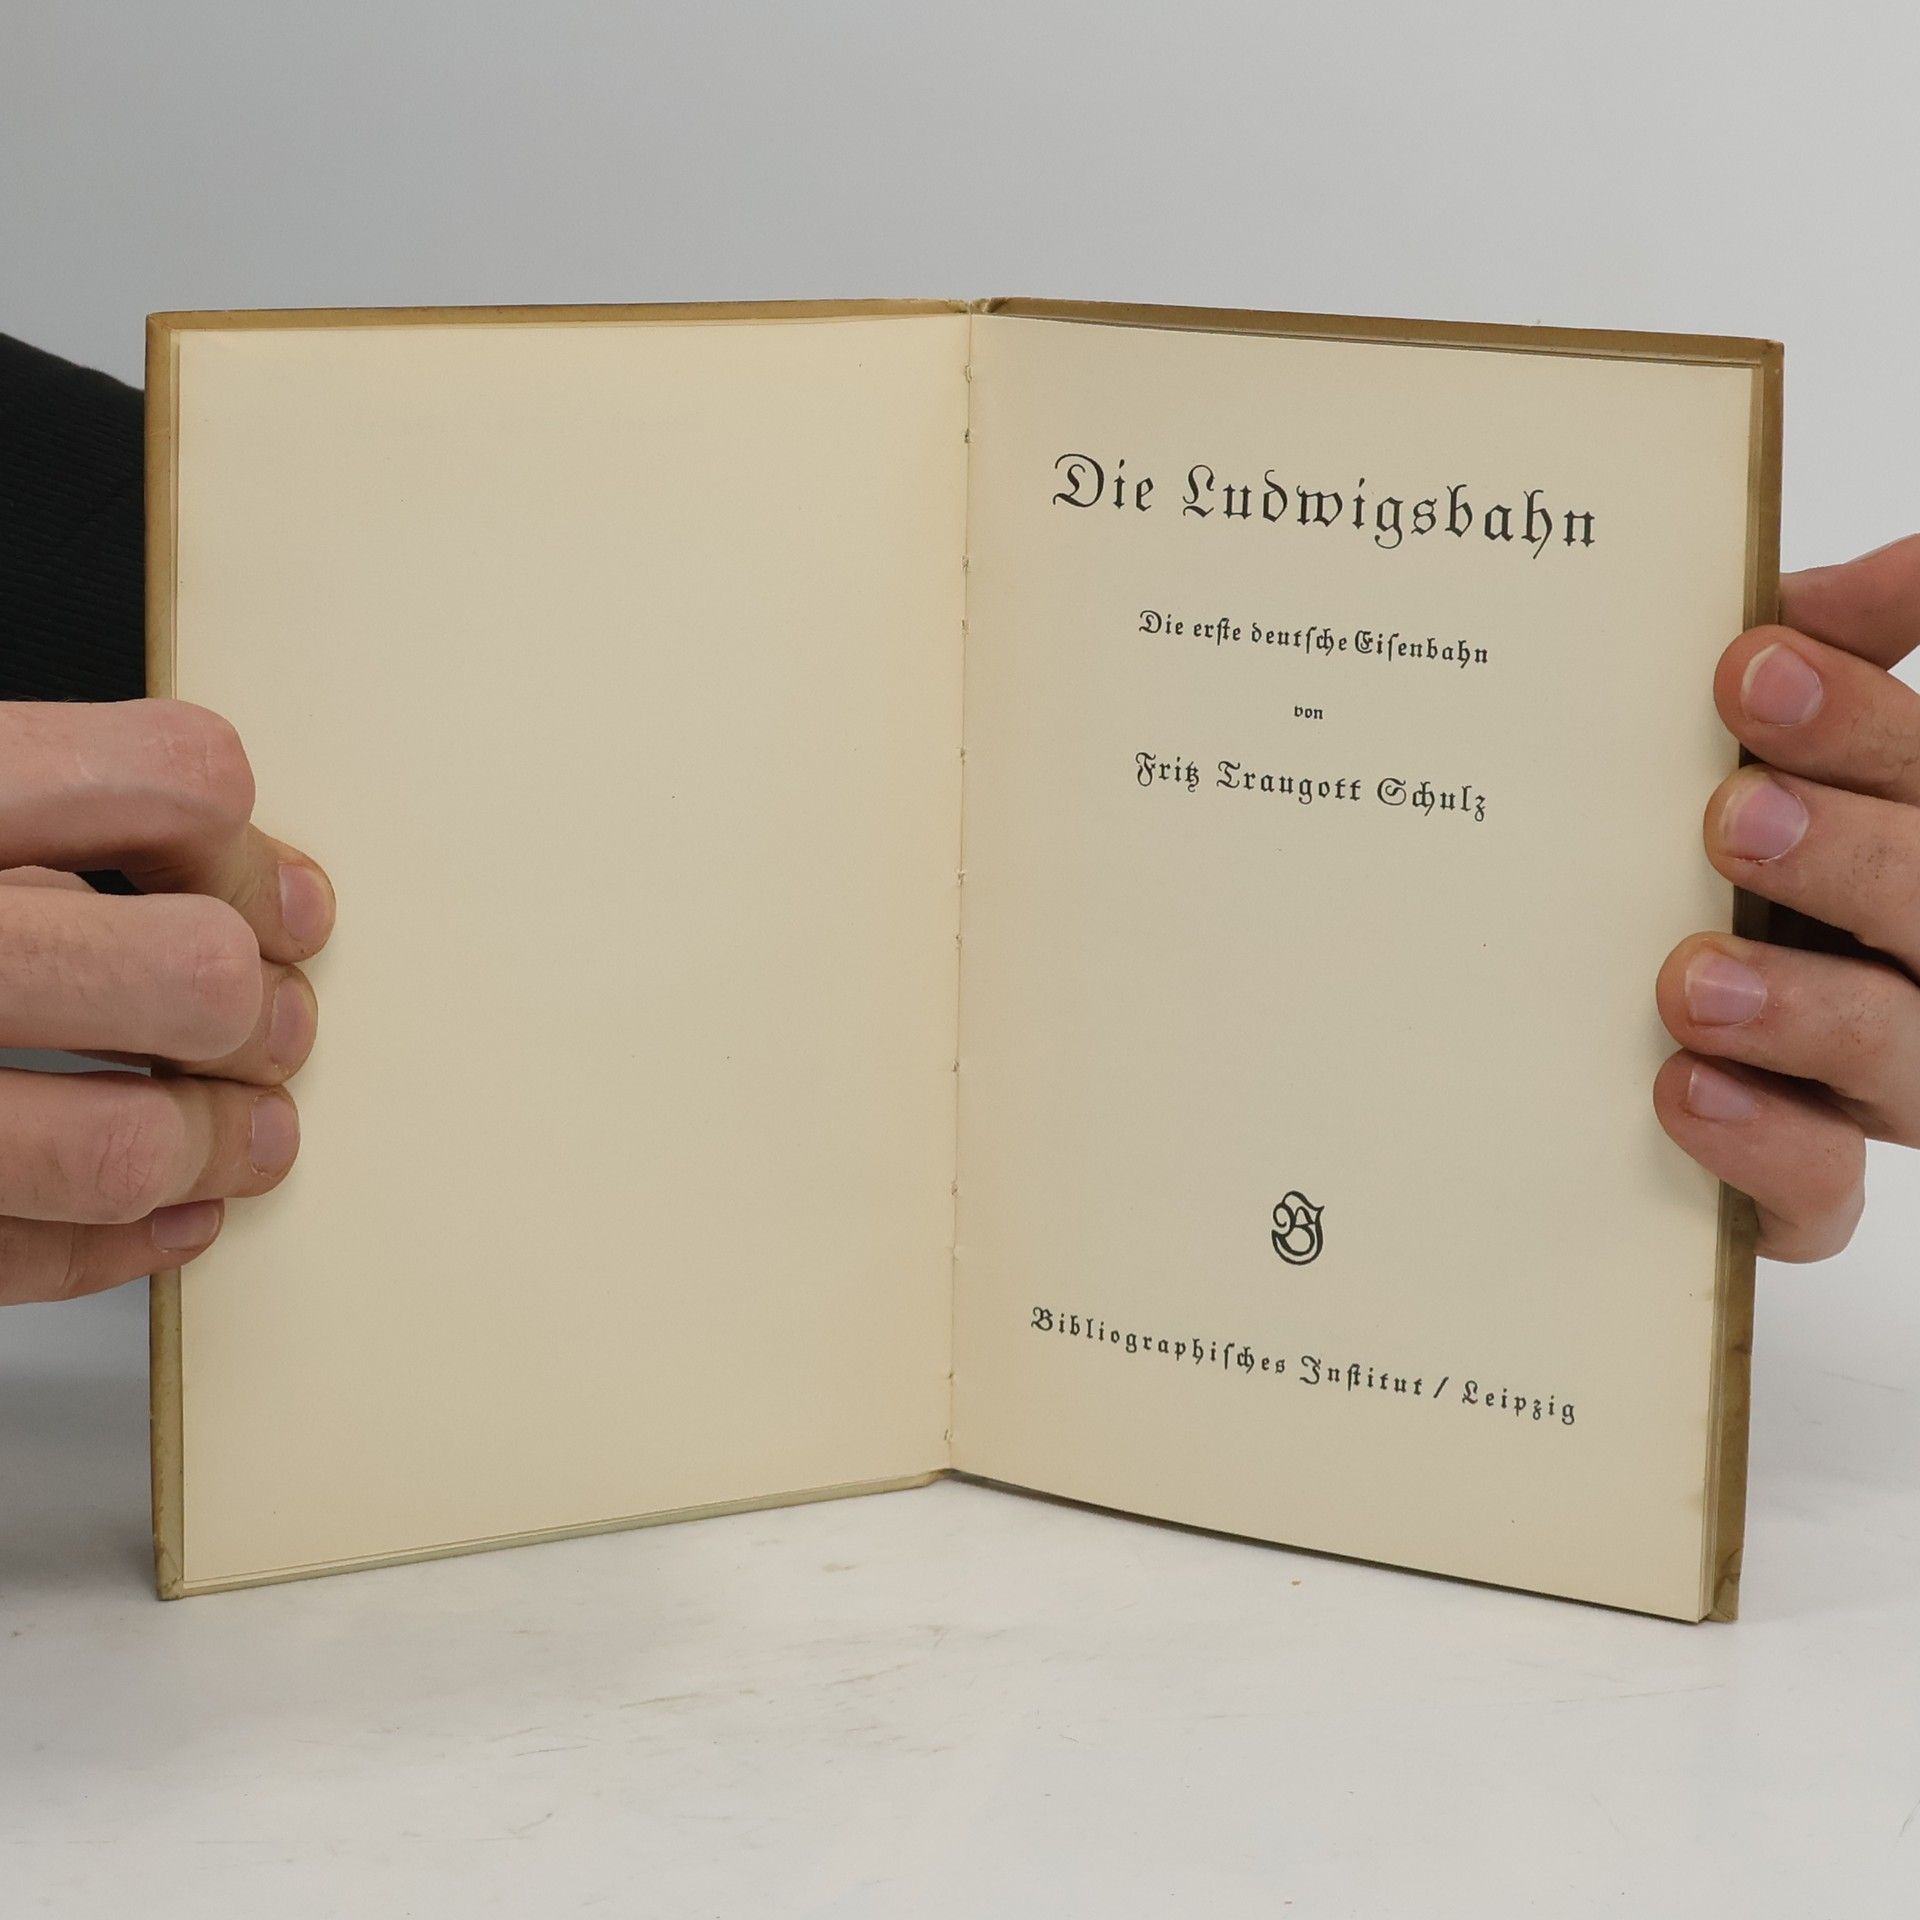 Die Ludwigsbahn
Die erſte deutſche Eiſenbahn
von
Fritz Traugott Schulz
BI
Bibliographiſches Inſtitut / Leipzig